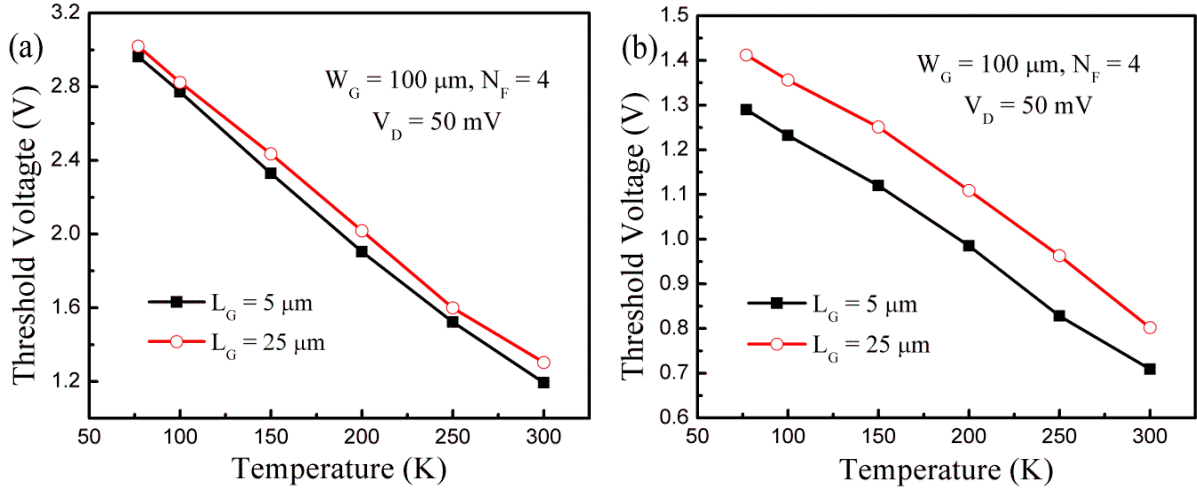 (a)
3.2
2.8
2.4
2.0
1.6
1.2
Threshold Voltagte (V)
W_G = 100 μm, N_F = 4
V_D = 50 mV
L_G = 5 μm
L_G = 25 μm
50 100 150 200 250 300
Temperature (K)
(b)
1.5
1.4
1.3
1.2
1.1
1.0
0.9
0.8
0.7
0.6
Threshold Voltage (V)
W_G = 100 μm, N_F = 4
V_D = 50 mV
L_G = 5 μm
L_G = 25 μm
50 100 150 200 250 300
Temperature (K)